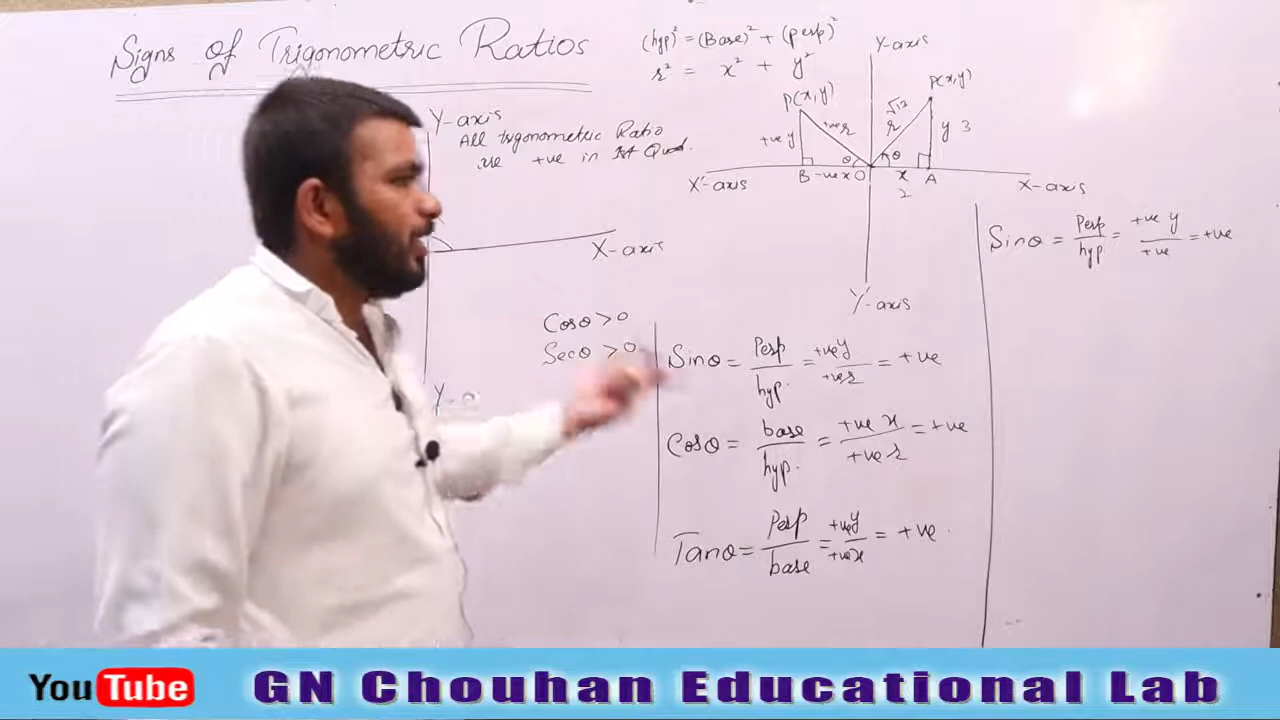 Signs of Trigonometric Ratios
(hyp)² = (Base)² + (perp)²
r² = x² + y²
Y-axis
All trigonometric Ratio
are +ve in Ist Quad.
X-axis
Cosθ > 0
Secθ > 0
Y-axis
P(x,y)
P(x,y)
√13
+ve r
r
+ve y
y 3
θ
θ
X'-axis
B -ve x O
x
A
2
X-axis
Y'-axis
Sinθ = Perp/hyp. = +ve y/+ve r = +ve
Cosθ = base/hyp. = +ve x/+ve r = +ve
Tanθ = Perp/base = +ve y/+ve x = +ve
Sinθ = Perp/hyp = +ve y/+ve = +ve
YouTube GN Chouhan Educational Lab